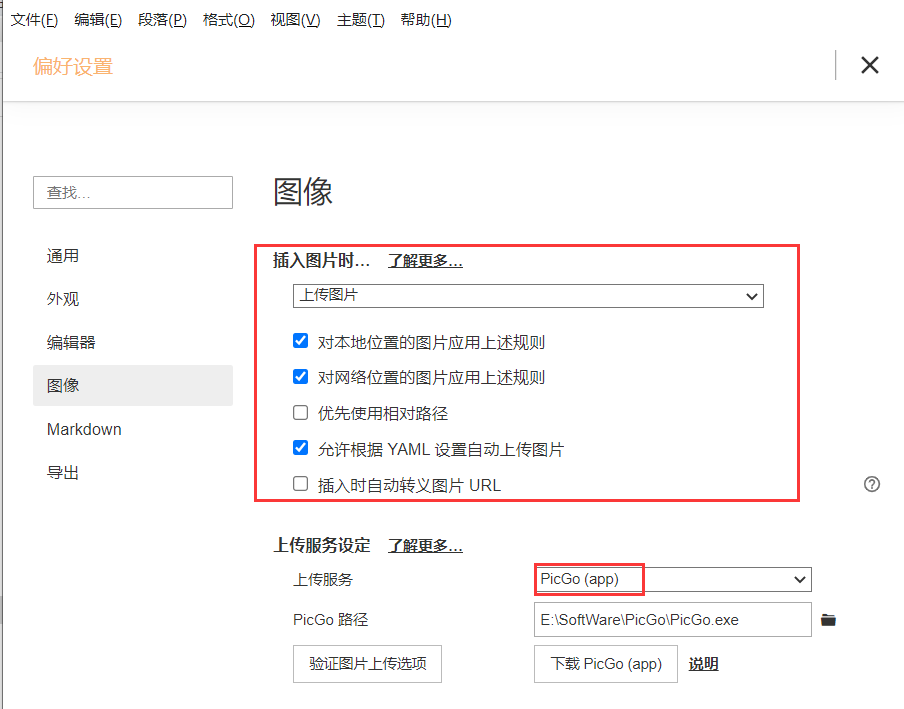 文件(F) 编辑(E) 段落(P) 格式(O) 视图(V) 主题(T) 帮助(H)
偏好设置
查找...
图像
通用
外观
编辑器
图像
Markdown
导出
插入图片时... 了解更多...
上传图片
对本地位置的图片应用上述规则
对网络位置的图片应用上述规则
优先使用相对路径
允许根据 YAML 设置自动上传图片
插入时自动转义图片 URL
上传服务设定 了解更多...
上传服务 PicGo (app)
PicGo 路径 E:\SoftWare\PicGo\PicGo.exe
验证图片上传选项 下载 PicGo (app) 说明